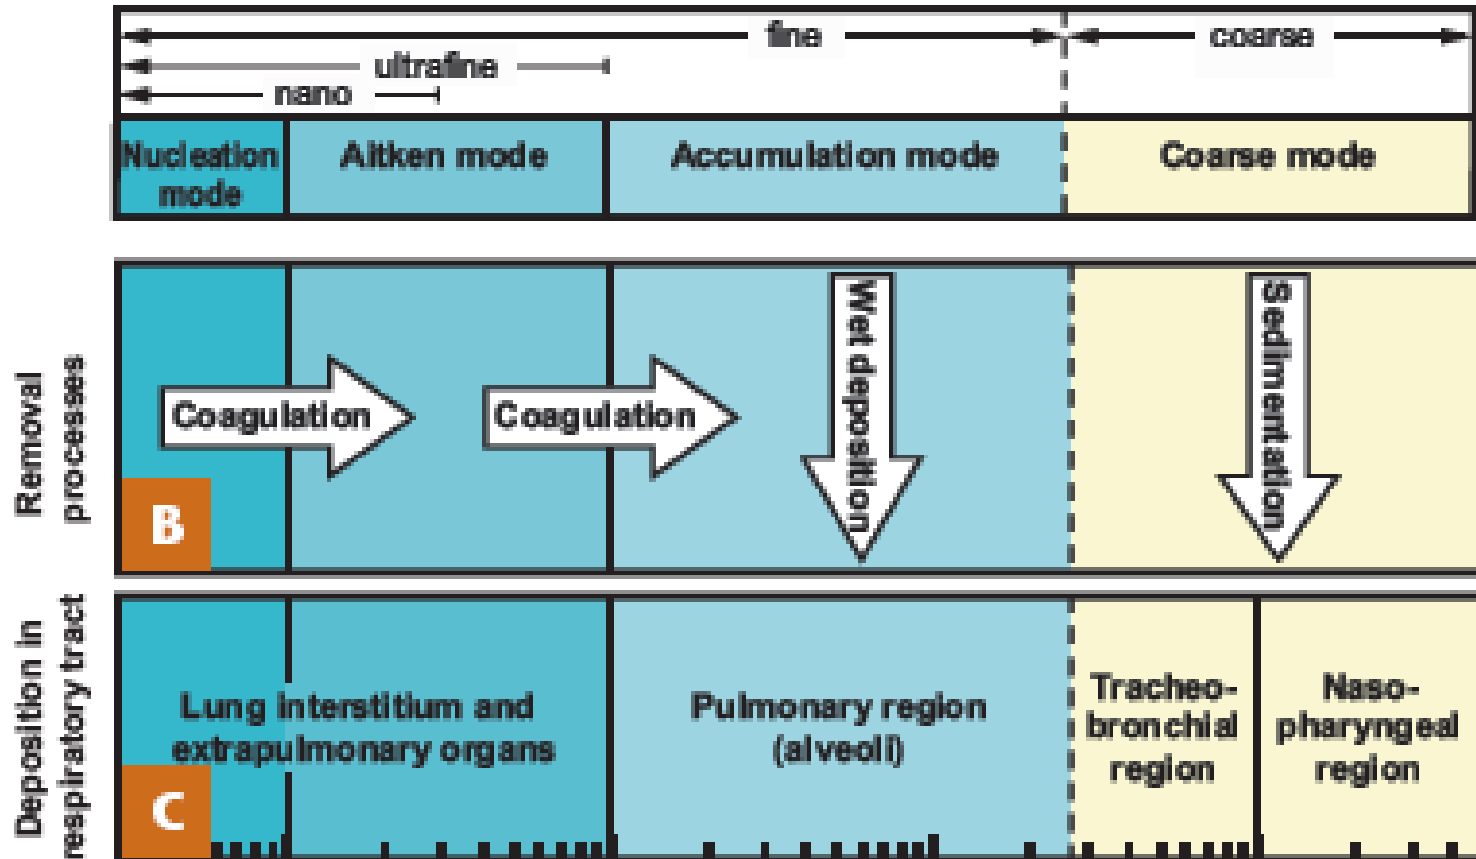 fine
coarse
ultrafine
nano
Nucleation
mode
Aitken mode
Accumulation mode
Coarse mode
Removal
processes
Coagulation
Coagulation
Wet deposition
Sedimentation
B
Deposition in
respiratory tract
Lung interstitium and
extrapulmonary organs
Pulmonary region
(alveoli)
Tracheo-
bronchial
region
Naso-
pharyngeal
region
C